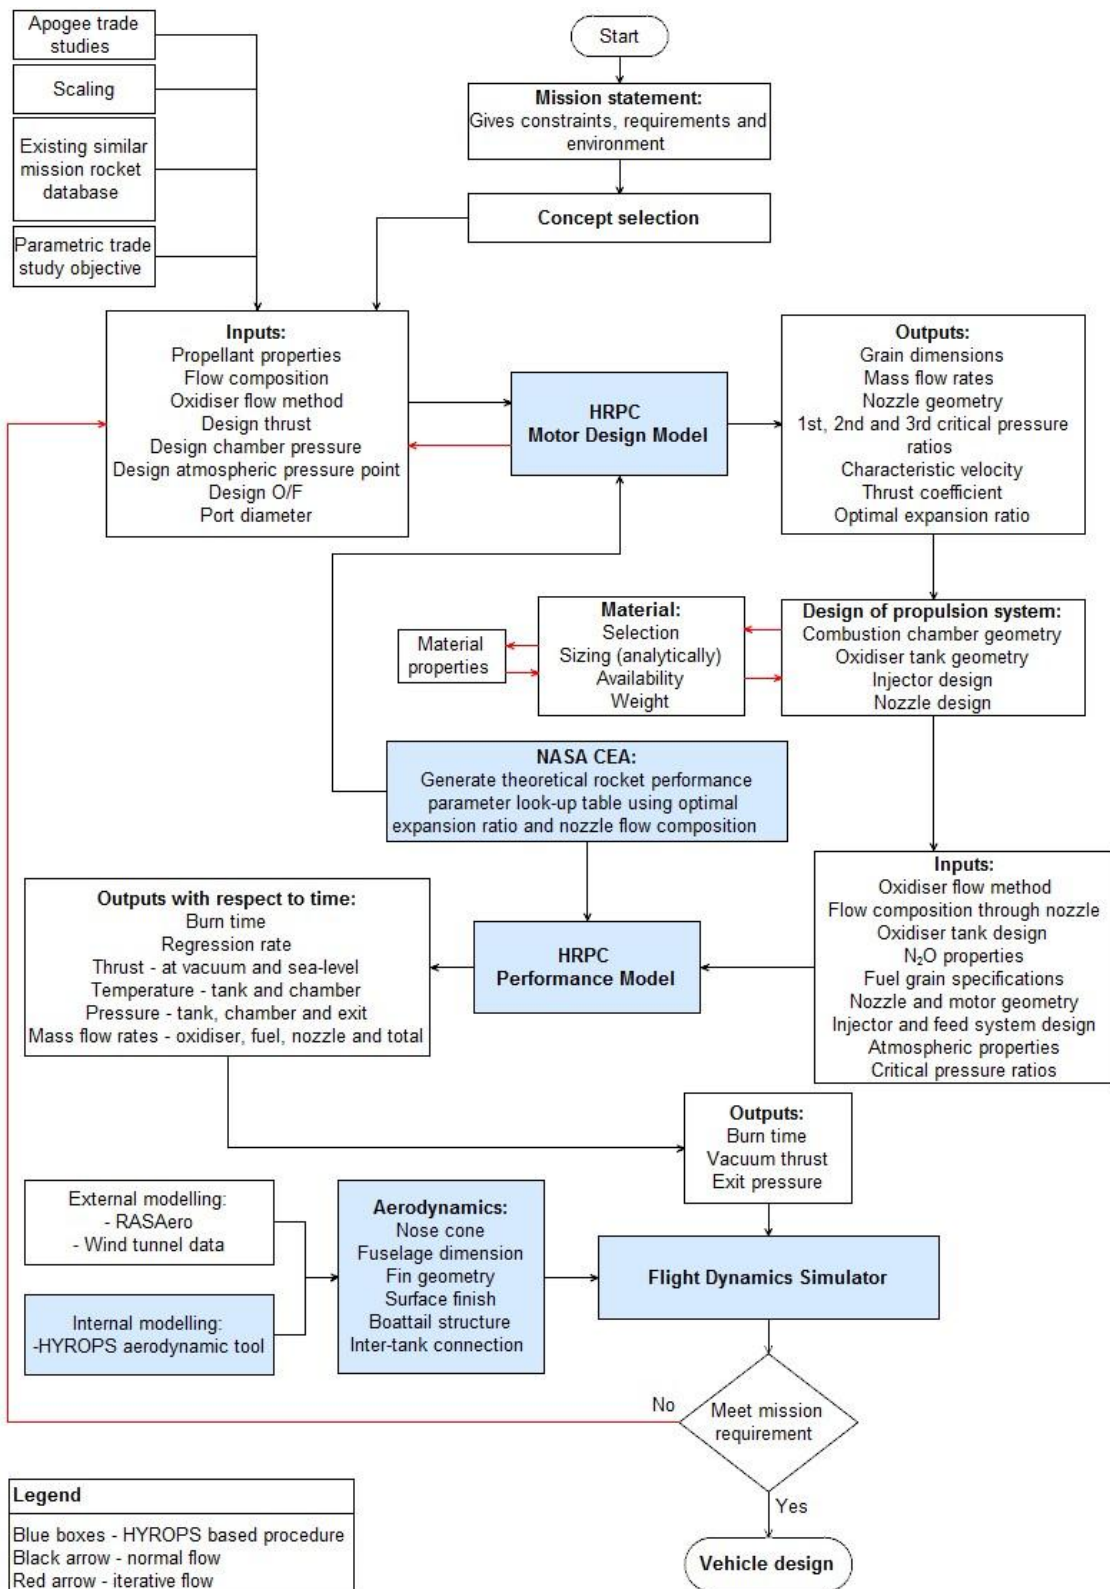 Apogee trade
studies
Scaling
Existing similar
mission rocket
database
Parametric trade
study objective
Start
Mission statement:
Gives constraints, requirements and
environment
Concept selection
Inputs:
Propellant properties
Flow composition
Oxidiser flow method
Design thrust
Design chamber pressure
Design atmospheric pressure point
Design O/F
Port diameter
HRPC
Motor Design Model
Outputs:
Grain dimensions
Mass flow rates
Nozzle geometry
1st, 2nd and 3rd critical pressure
ratios
Characteristic velocity
Thrust coefficient
Optimal expansion ratio
Material
properties
Material:
Selection
Sizing (analytically)
Availability
Weight
Design of propulsion system:
Combustion chamber geometry
Oxidiser tank geometry
Injector design
Nozzle design
NASA CEA:
Generate theoretical rocket performance
parameter look-up table using optimal
expansion ratio and nozzle flow composition
Outputs with respect to time:
Burn time
Regression rate
Thrust - at vacuum and sea-level
Temperature - tank and chamber
Pressure - tank, chamber and exit
Mass flow rates - oxidiser, fuel, nozzle and total
HRPC
Performance Model
Inputs:
Oxidiser flow method
Flow composition through nozzle
Oxidiser tank design
N₂O properties
Fuel grain specifications
Nozzle and motor geometry
Injector and feed system design
Atmospheric properties
Critical pressure ratios
Outputs:
Burn time
Vacuum thrust
Exit pressure
External modelling:
- RASAero
- Wind tunnel data
Internal modelling:
-HYROPS aerodynamic tool
Aerodynamics:
Nose cone
Fuselage dimension
Fin geometry
Surface finish
Boattail structure
Inter-tank connection
Flight Dynamics Simulator
No
Meet mission
requirement
Yes
Vehicle design
Legend
Blue boxes - HYROPS based procedure
Black arrow - normal flow
Red arrow - iterative flow